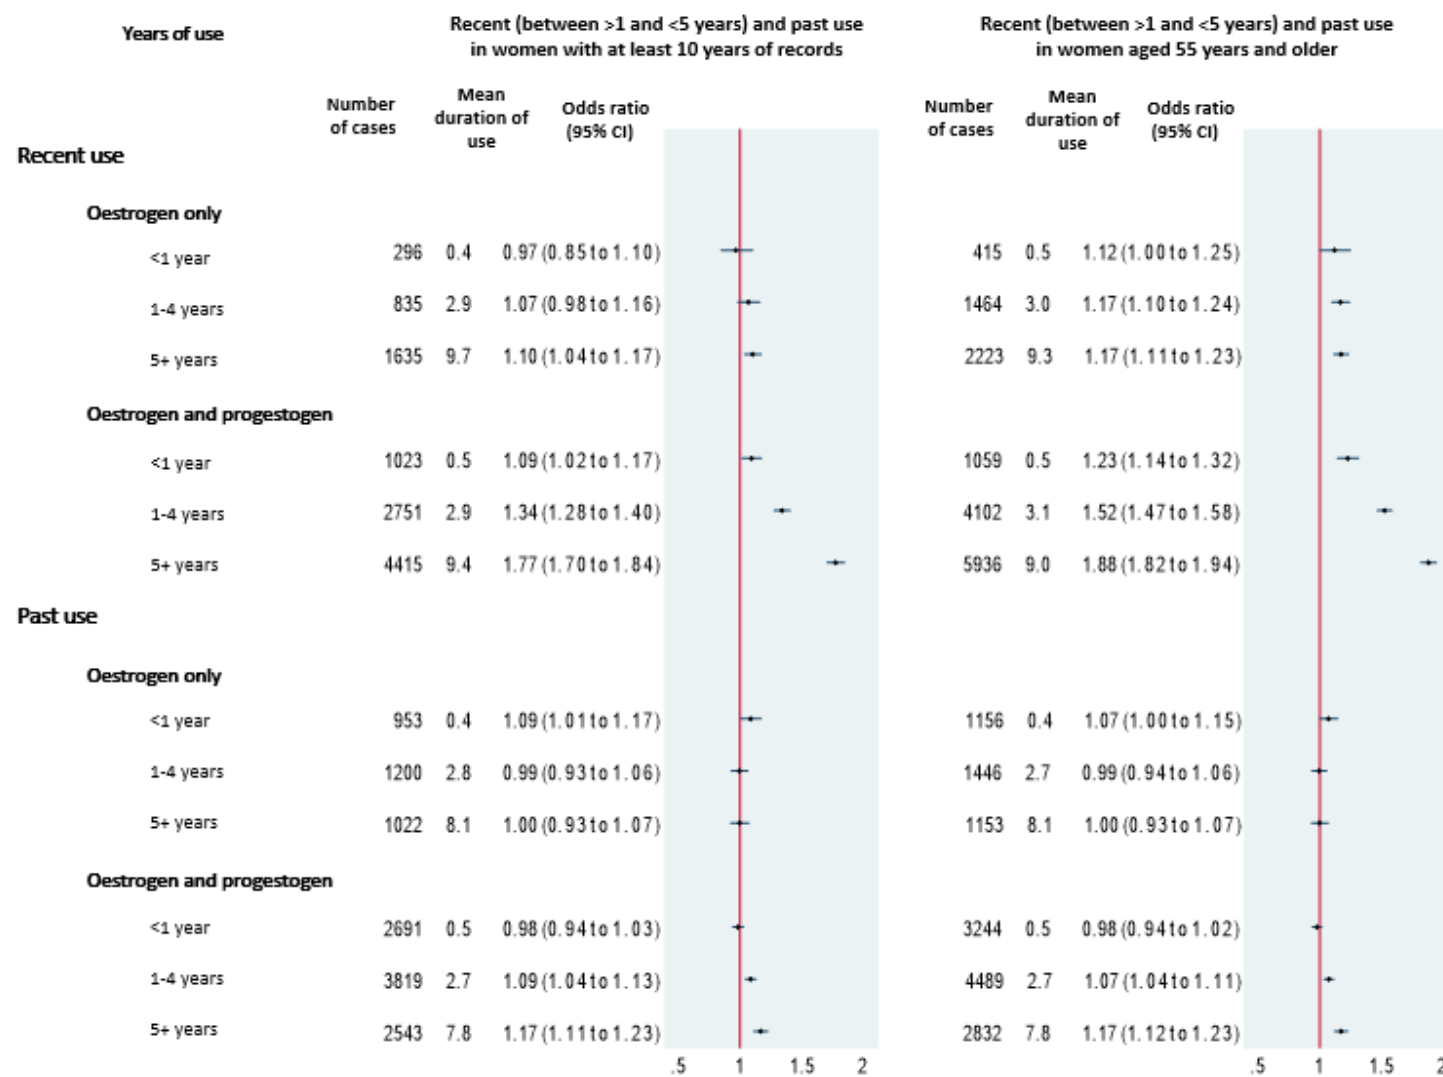 Years of use
Recent (between >1 and <5 years) and past use
in women with at least 10 years of records
Recent (between >1 and <5 years) and past use
in women aged 55 years and older
Number
of cases
Mean
duration of
use
Odds ratio
(95% CI)
Number
of cases
Mean
duration of
use
Odds ratio
(95% CI)
Recent use
Oestrogen only
<1 year 296 0.4 0.97 (0.85 to 1.10) 415 0.5 1.12 (1.00 to 1.25)
1-4 years 835 2.9 1.07 (0.98 to 1.16) 1464 3.0 1.17 (1.10 to 1.24)
5+ years 1635 9.7 1.10 (1.04 to 1.17) 2223 9.3 1.17 (1.11 to 1.23)
Oestrogen and progestogen
<1 year 1023 0.5 1.09 (1.02 to 1.17) 1059 0.5 1.23 (1.14 to 1.32)
1-4 years 2751 2.9 1.34 (1.28 to 1.40) 4102 3.1 1.52 (1.47 to 1.58)
5+ years 4415 9.4 1.77 (1.70 to 1.84) 5936 9.0 1.88 (1.82 to 1.94)
Past use
Oestrogen only
<1 year 953 0.4 1.09 (1.01 to 1.17) 1156 0.4 1.07 (1.00 to 1.15)
1-4 years 1200 2.8 0.99 (0.93 to 1.06) 1446 2.7 0.99 (0.94 to 1.06)
5+ years 1022 8.1 1.00 (0.93 to 1.07) 1153 8.1 1.00 (0.93 to 1.07)
Oestrogen and progestogen
<1 year 2691 0.5 0.98 (0.94 to 1.03) 3244 0.5 0.98 (0.94 to 1.02)
1-4 years 3819 2.7 1.09 (1.04 to 1.13) 4489 2.7 1.07 (1.04 to 1.11)
5+ years 2543 7.8 1.17 (1.11 to 1.23) 2832 7.8 1.17 (1.12 to 1.23)
.5 1 1.5 2 .5 1 1.5 2